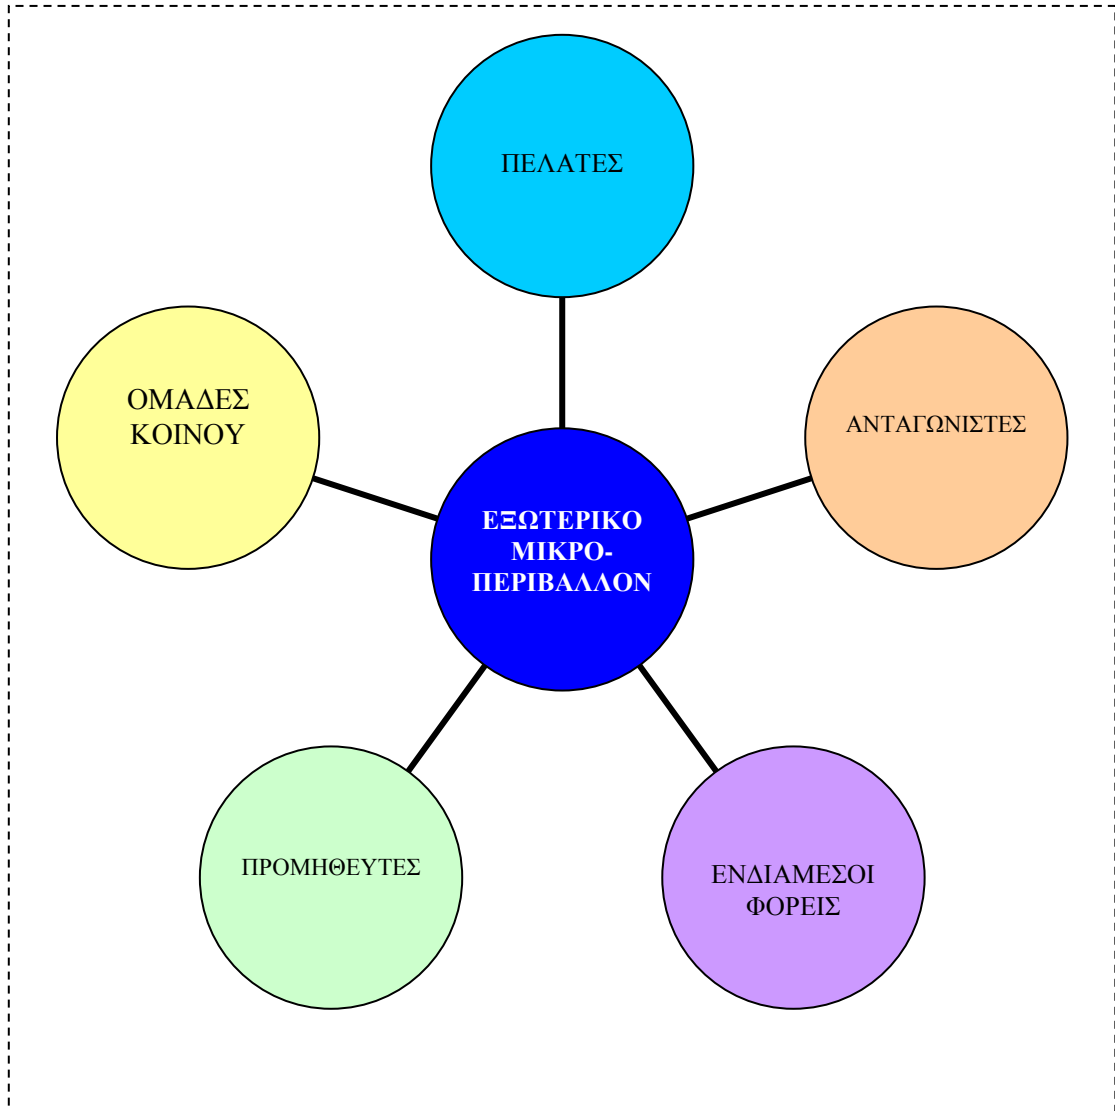 ΠΕΛΑΤΕΣ
ΟΜΑΔΕΣ
ΚΟΙΝΟΥ
ΑΝΤΑΓΩΝΙΣΤΕΣ
ΕΞΩΤΕΡΙΚΟ
ΜΙΚΡΟ-
ΠΕΡΙΒΑΛΛΟΝ
ΠΡΟΜΗΘΕΥΤΕΣ
ΕΝΔΙΑΜΕΣΟΙ
ΦΟΡΕΙΣ